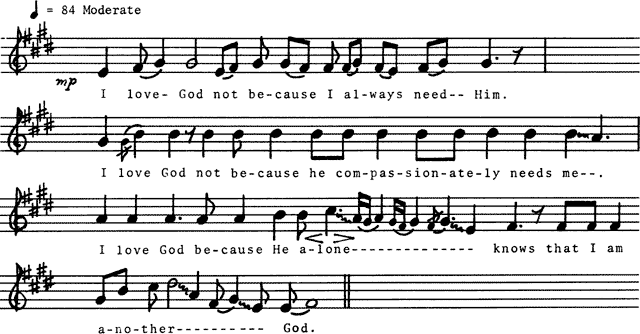 = 84 Moderate
mp
I love- God not be-cause I al-ways need-- Him.
I love God not be-cause he com-pas-sion-ate-ly needs me--.
I love God be-cause He a-lone-------------- knows that I am
a-no-ther---------- God.